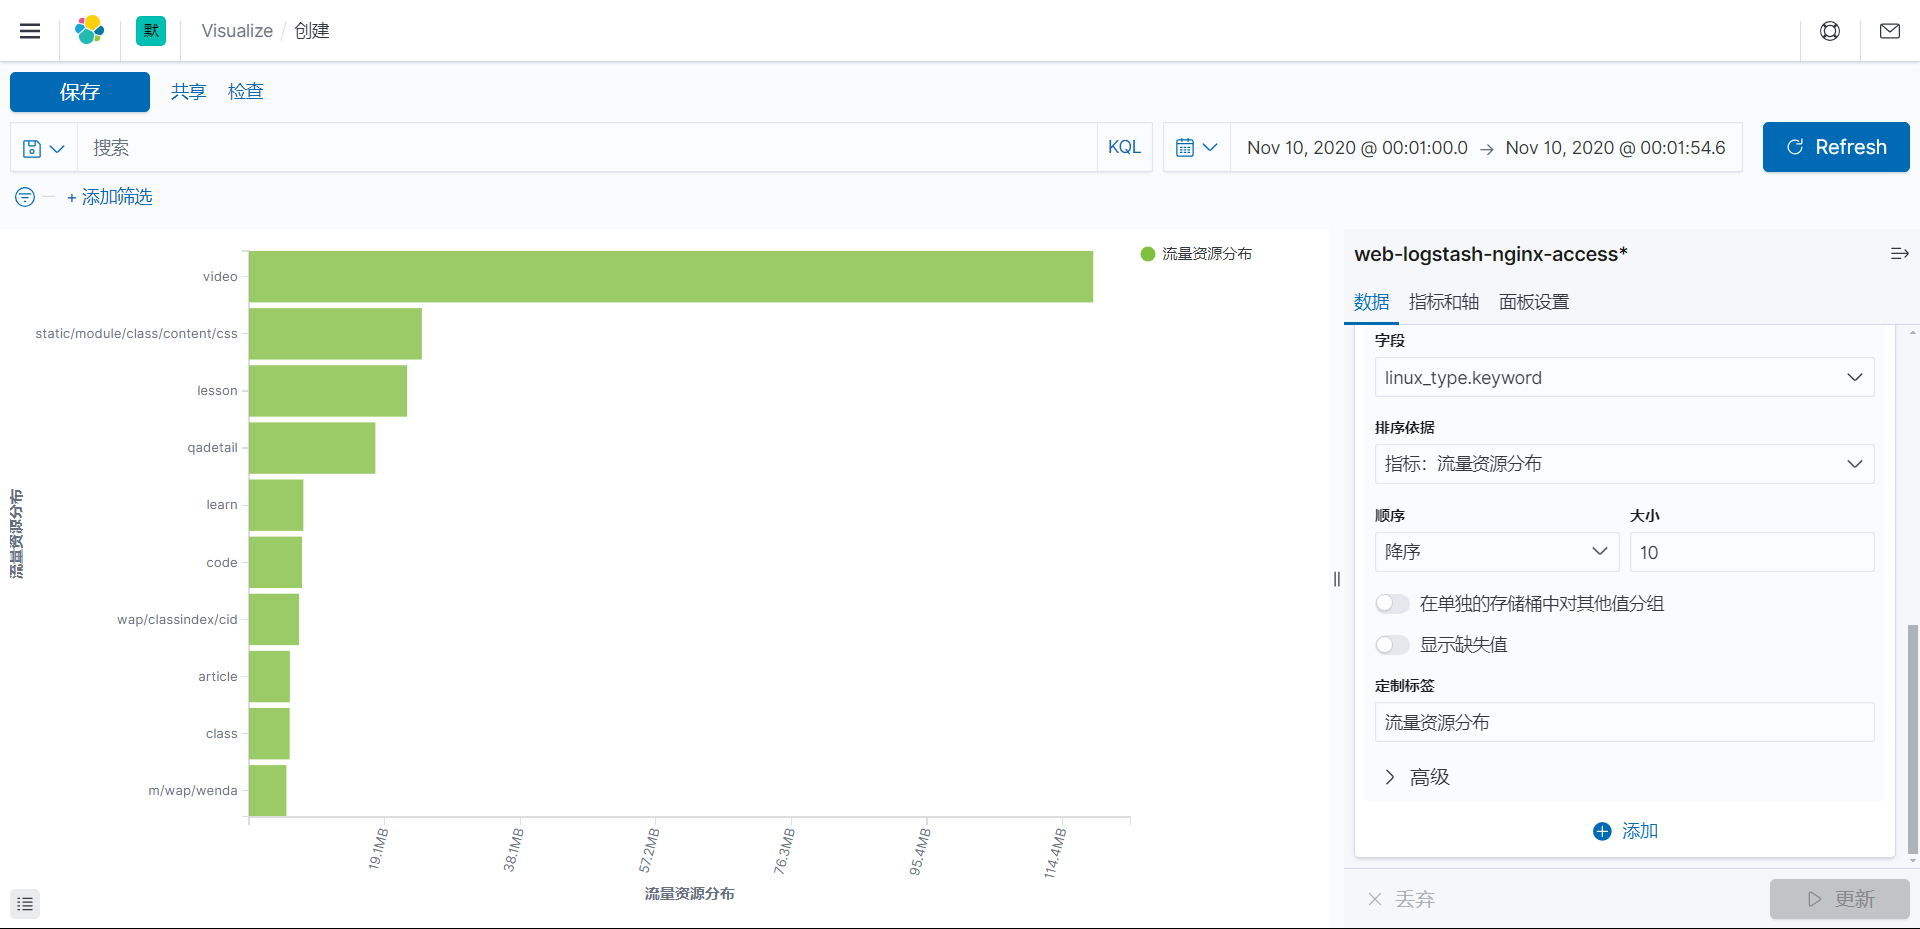 默
Visualize / 创建
保存 共享 检查
搜索 KQL Nov 10, 2020 @ 00:01:00.0 → Nov 10, 2020 @ 00:01:54.6 Refresh
+ 添加筛选
流量资源分布
video
static/module/class/content/css
lesson
qadetail
learn
code
wap/classindex/cid
article
class
m/wap/wenda
流量资源分布
19.1MB 38.1MB 57.2MB 76.3MB 95.4MB 114.4MB
流量资源分布
web-logstash-nginx-access*
数据 指标和轴 面板设置
字段
linux_type.keyword
排序依据
指标：流量资源分布
顺序 大小
降序 10
在单独的存储桶中对其他值分组
显示缺失值
定制标签
流量资源分布
高级
添加
丢弃 更新